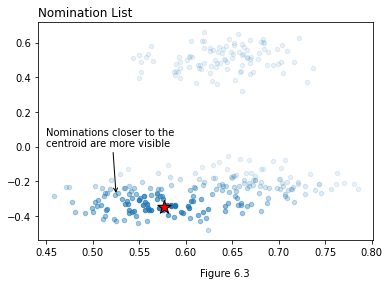 Nomination List
0.6
0.4
0.2
0.0
−0.2
−0.4
Nominations closer to the
centroid are more visible
0.45 0.50 0.55 0.60 0.65 0.70 0.75 0.80
Figure 6.3